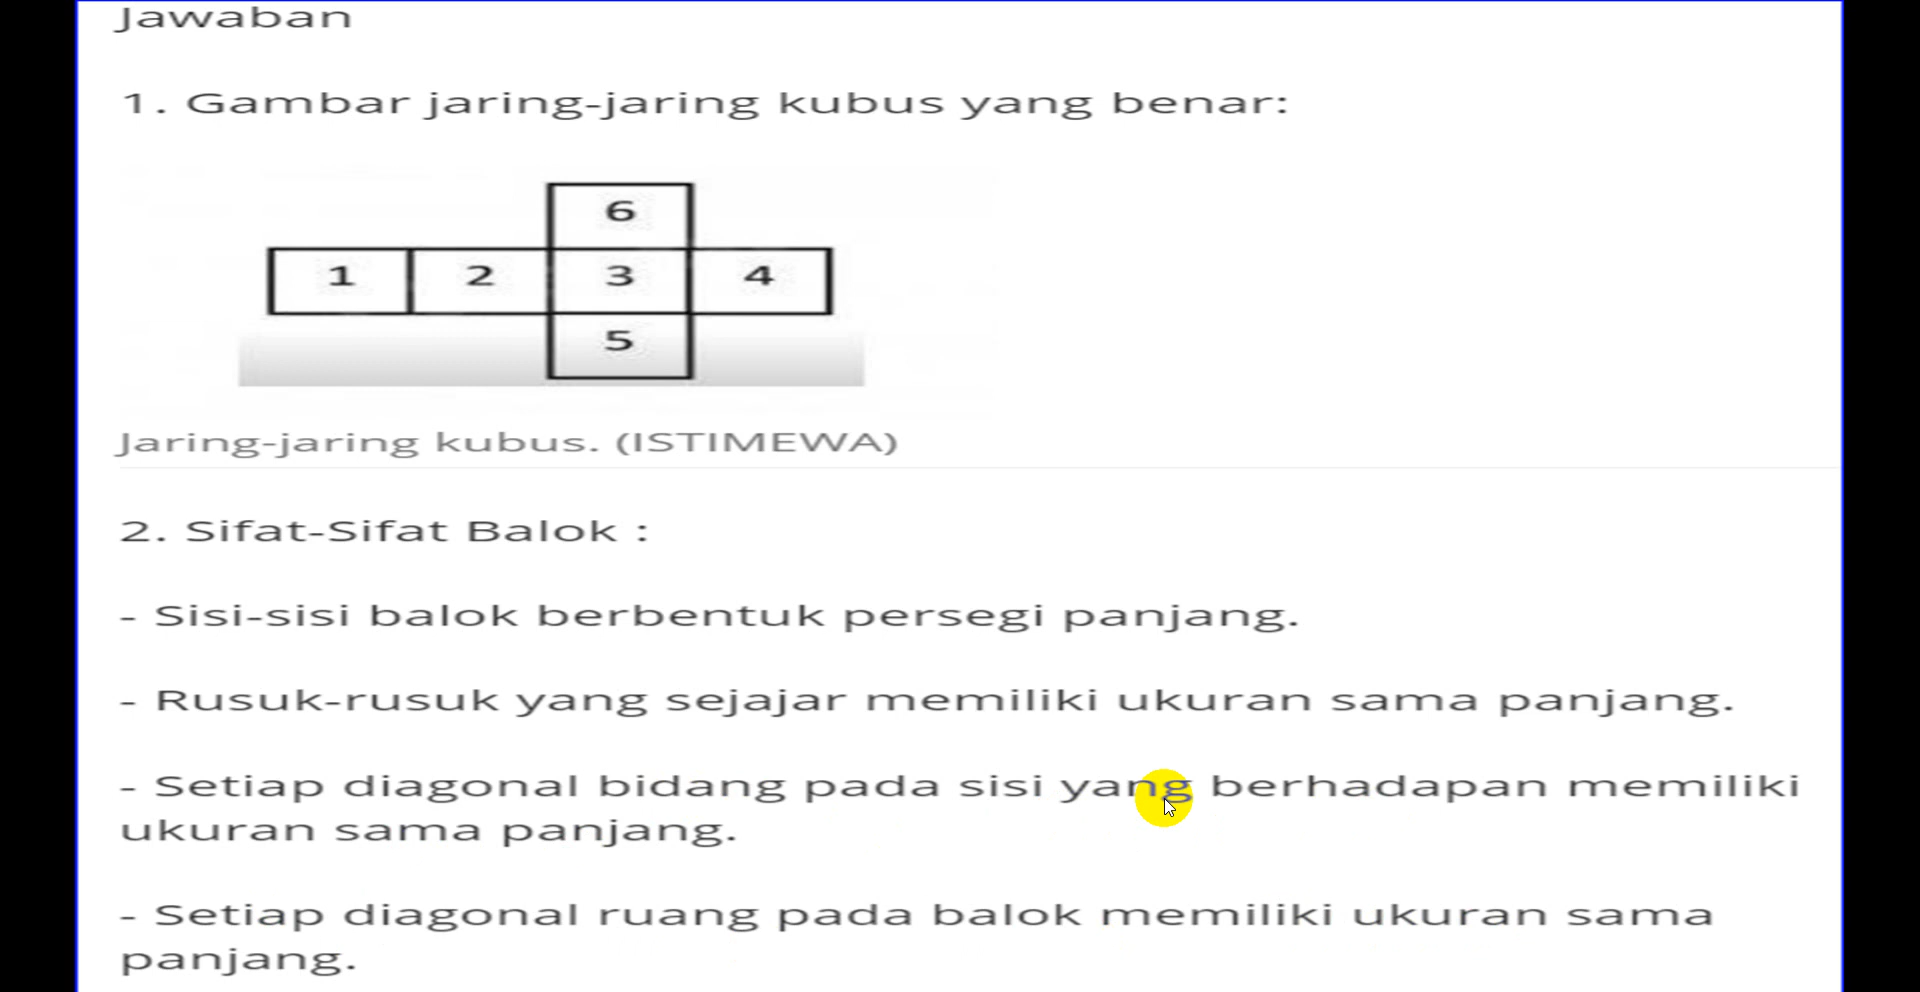 Jawaban
1. Gambar jaring-jaring kubus yang benar:
6
1 2 3 4
5
Jaring-jaring kubus. (ISTIMEWA)
2. Sifat-Sifat Balok :
- Sisi-sisi balok berbentuk persegi panjang.
- Rusuk-rusuk yang sejajar memiliki ukuran sama panjang.
- Setiap diagonal bidang pada sisi yang berhadapan memiliki
ukuran sama panjang.
- Setiap diagonal ruang pada balok memiliki ukuran sama
panjang.